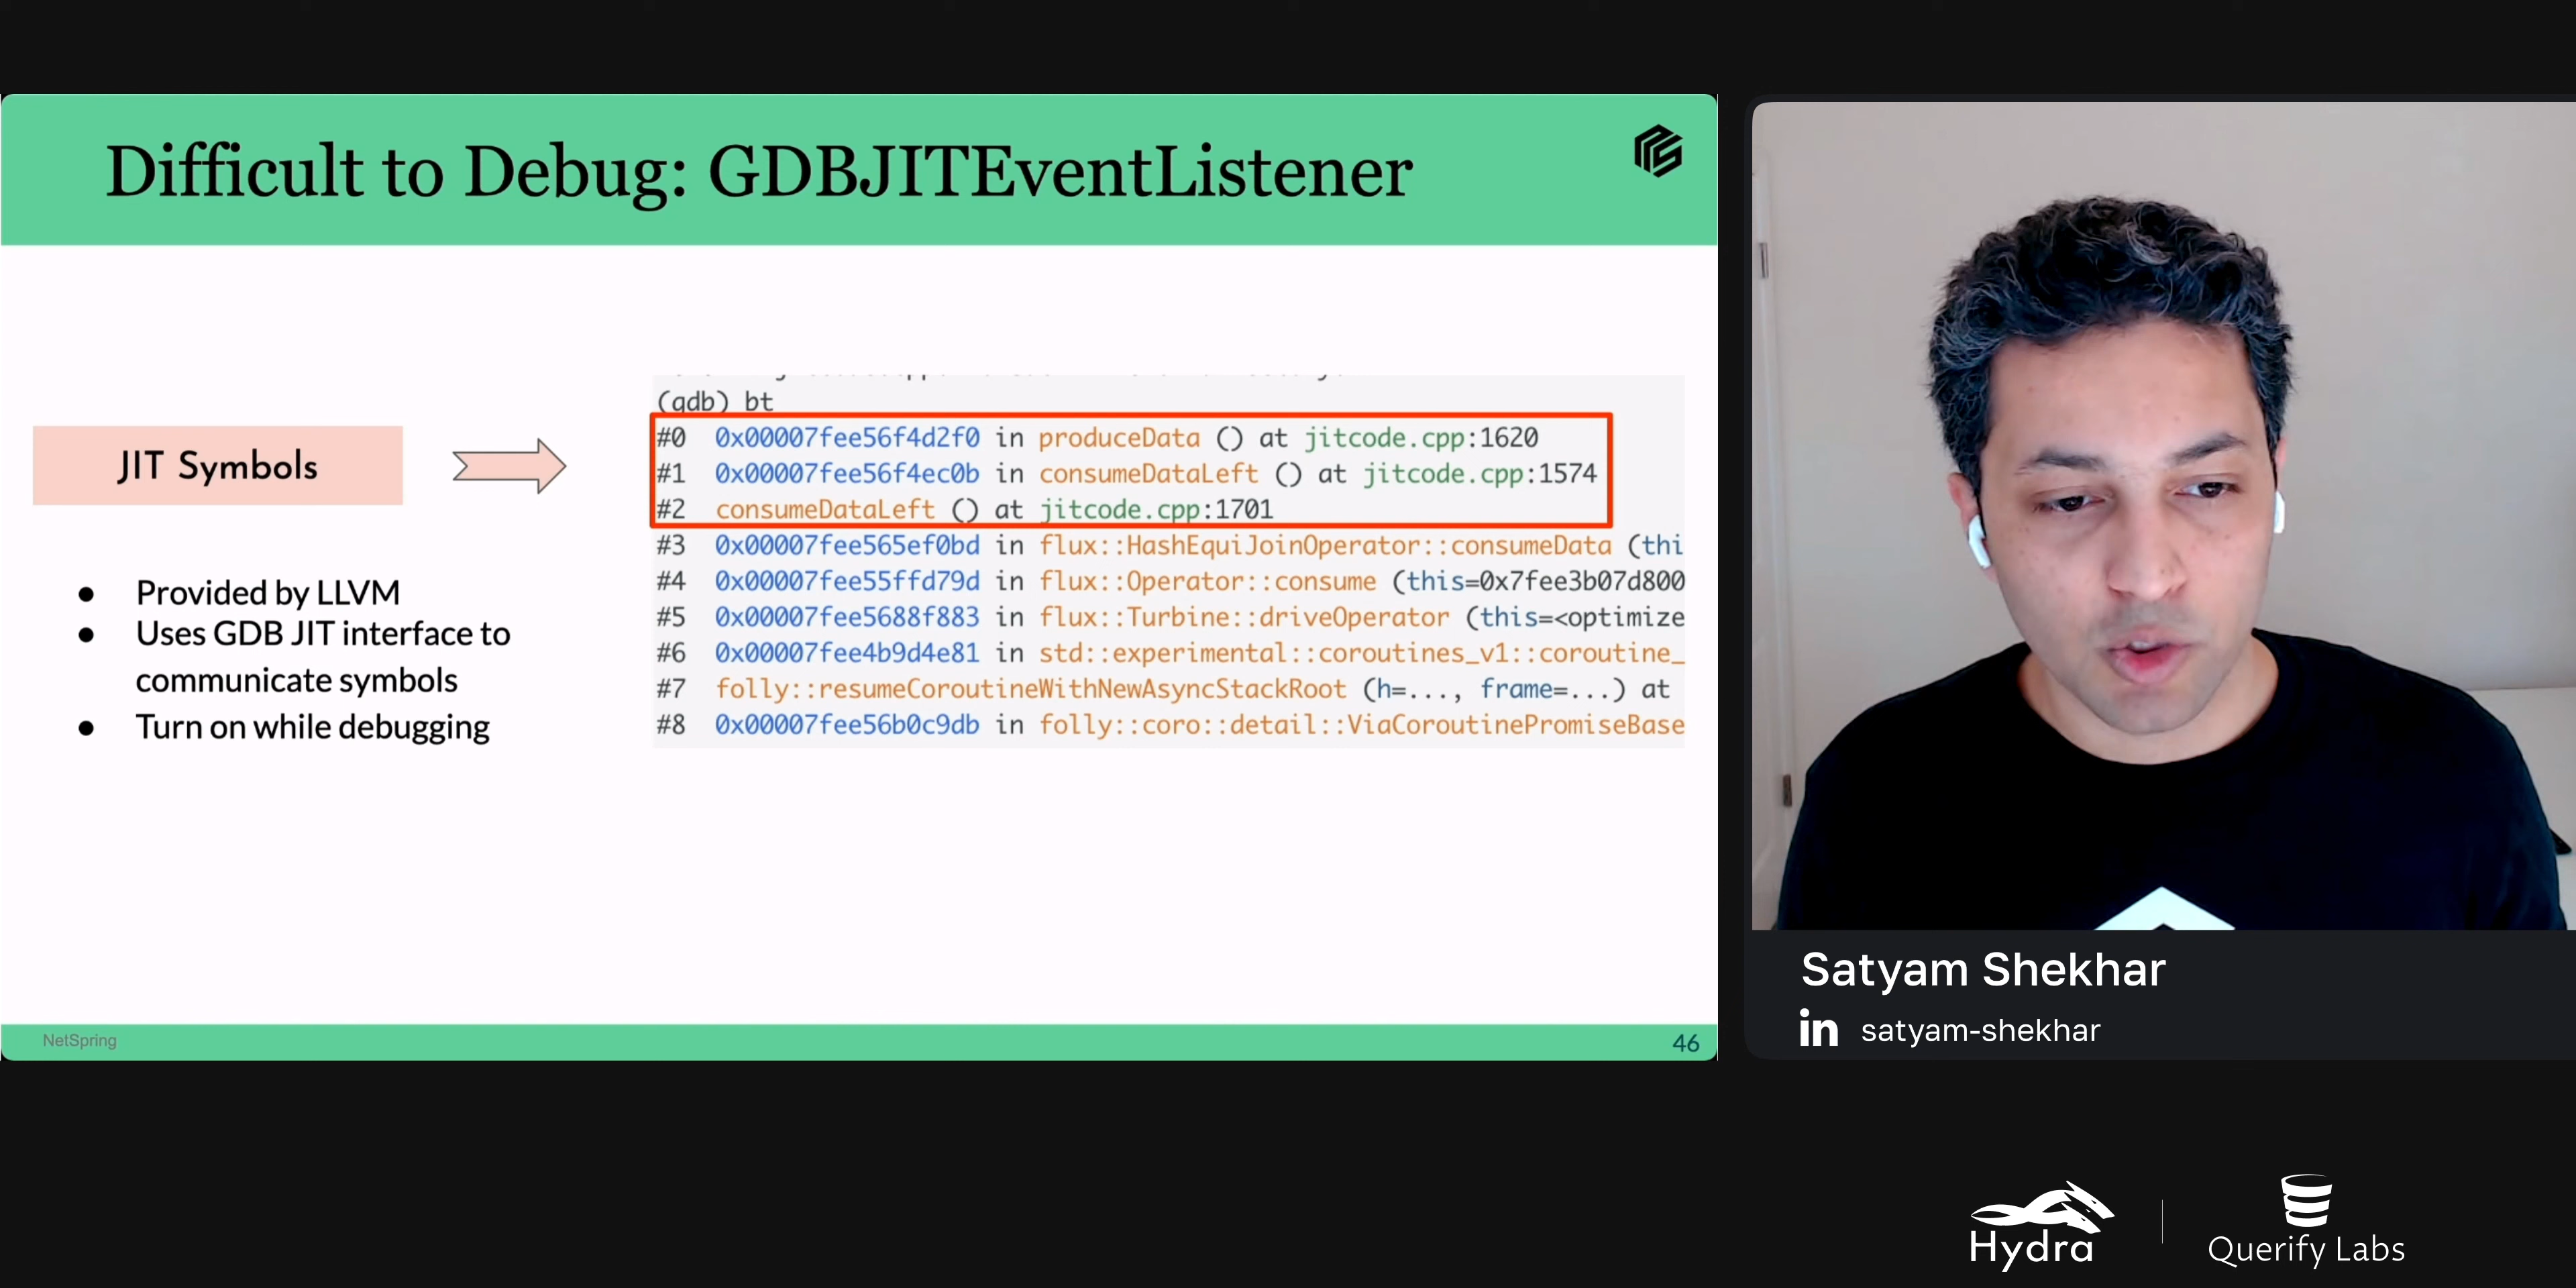 Difficult to Debug: GDBJITEventListener
JIT Symbols
Provided by LLVM
Uses GDB JIT interface to
communicate symbols
Turn on while debugging
(gdb) bt
#0 0x00007fee56f4d2f0 in produceData () at jitcode.cpp:1620
#1 0x00007fee56f4ec0b in consumeDataLeft () at jitcode.cpp:1574
#2 consumeDataLeft () at jitcode.cpp:1701
#3 0x00007fee565ef0bd in flux::HashEquiJoinOperator::consumeData (thi
#4 0x00007fee55ffd79d in flux::Operator::consume (this=0x7fee3b07d800
#5 0x00007fee5688f883 in flux::Turbine::driveOperator (this=<optimize
#6 0x00007fee4b9d4e81 in std::experimental::coroutines_v1::coroutine_
#7 folly::resumeCoroutineWithNewAsyncStackRoot (h=..., frame=...) at
#8 0x00007fee56b0c9db in folly::coro::detail::ViaCoroutinePromiseBase
NetSpring
46
Satyam Shekhar
in satyam-shekhar
Hydra
Querify Labs